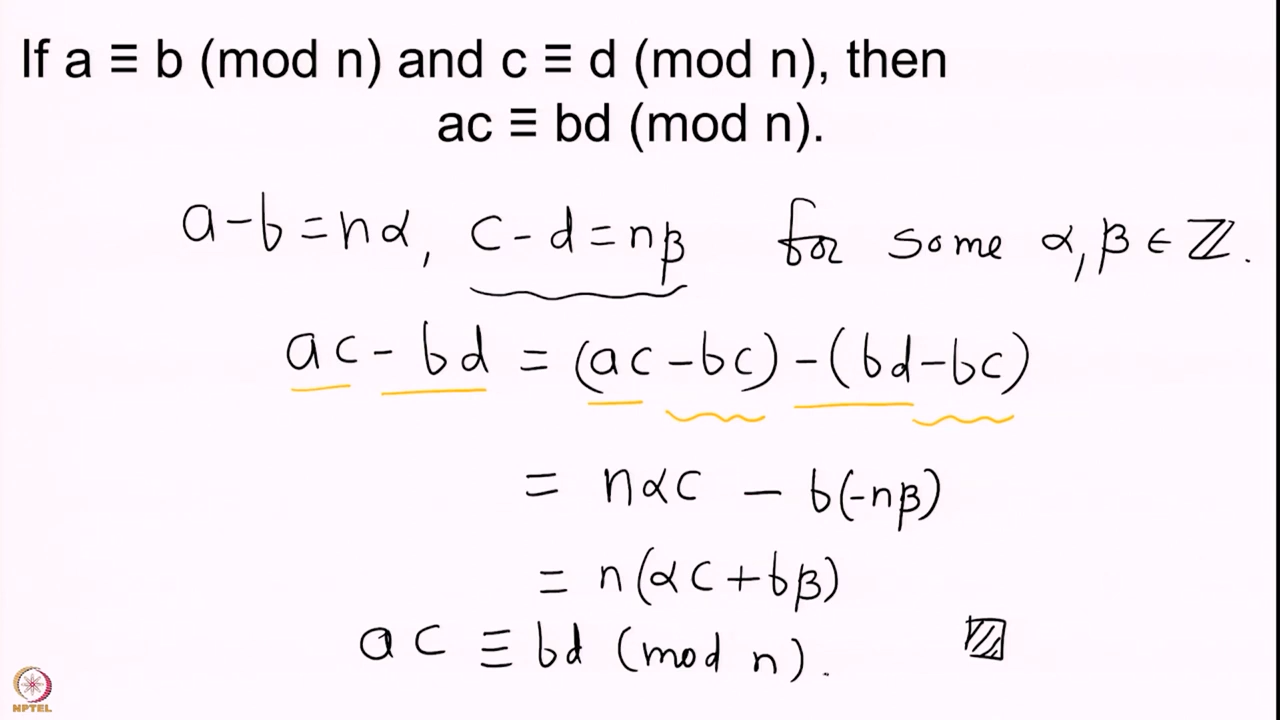 If a ≡ b (mod n) and c ≡ d (mod n), then
ac ≡ bd (mod n).
a-b=nα, c-d=nβ for some α,β ∈ ℤ.
ac - bd = (ac - bc) - (bd - bc)
= nαc - b(-nβ)
= n(αc + bβ)
ac ≡ bd (mod n).
NPTEL